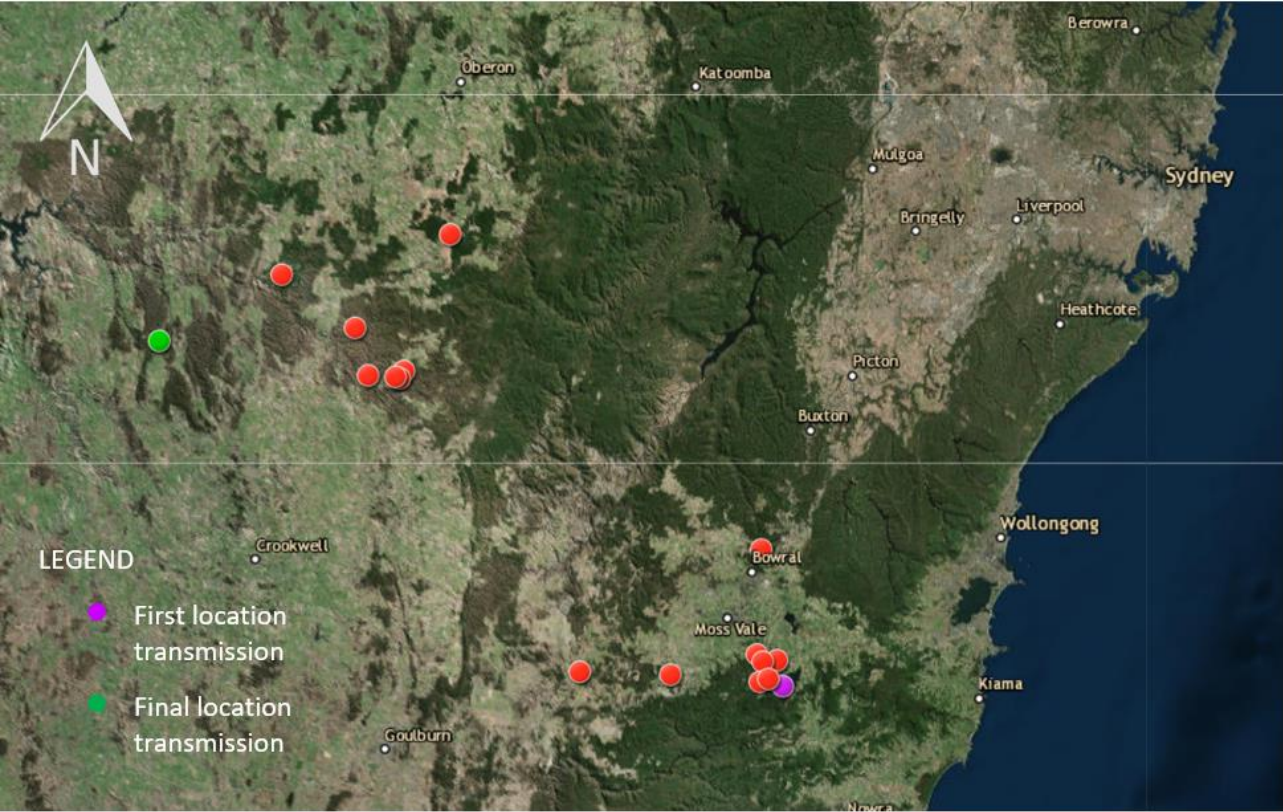 Berowra
Oberon
Katoomba
N
Mulgoa
Sydney
Liverpool
Bringelly
Heathcote
Picton
Buxton
Wollongong
Crookwell
Bowral
LEGEND
First location
transmission
Moss Vale
Kiama
Final location
transmission
Goulburn
Nowra